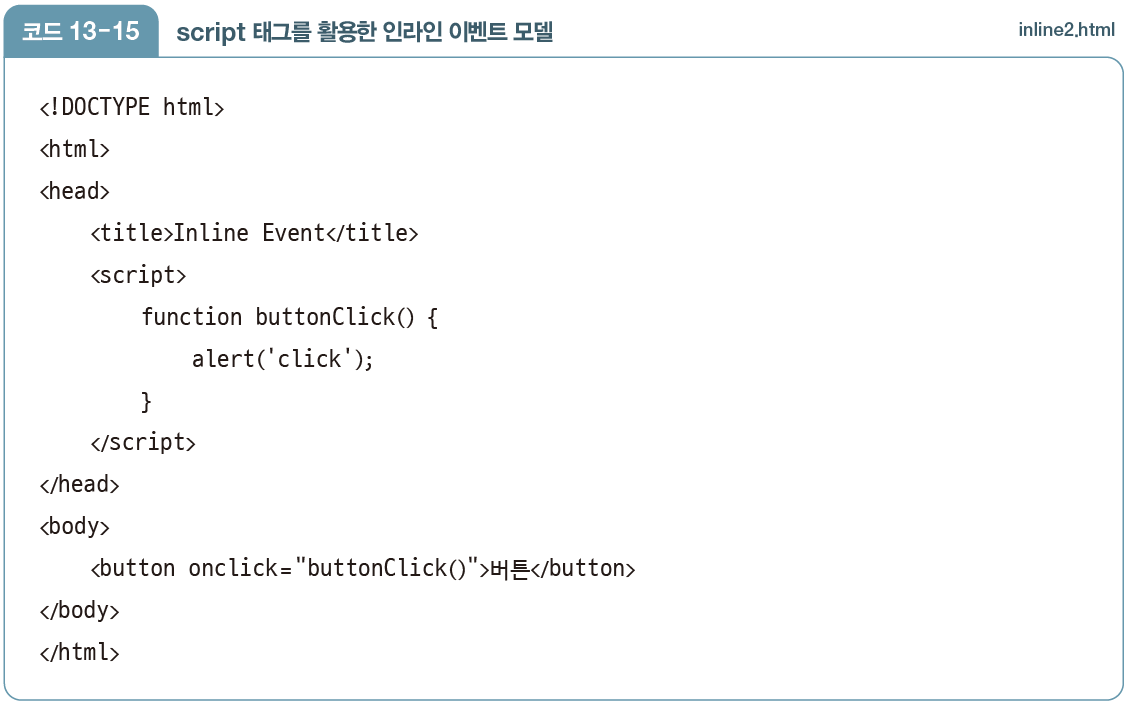 코드 13-15 script 태그를 활용한 인라인 이벤트 모델 inline2.html
<!DOCTYPE html>
<html>
<head>
    <title>Inline Event</title>
    <script>
        function buttonClick() {
            alert('click');
        }
    </script>
</head>
<body>
    <button onclick="buttonClick()">버튼</button>
</body>
</html>